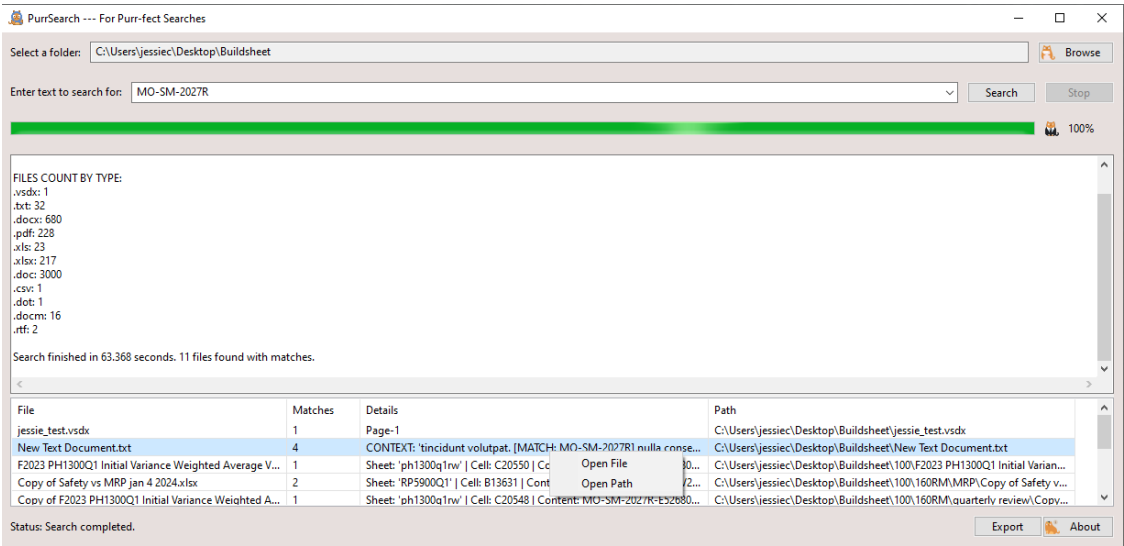 PurrSearch --- For Purr-fect Searches
Select a folder: C:\Users\jessiec\Desktop\Buildsheet Browse
Enter text to search for: MO-SM-2027R Search Stop
100%
FILES COUNT BY TYPE:
.vsdx: 1
.txt: 32
.docx: 680
.pdf: 228
.xls: 23
.xlsx: 217
.doc: 3000
.csv: 1
.dot: 1
.docm: 16
.rtf: 2
Search finished in 63.368 seconds. 11 files found with matches.
File Matches Details Path
jessie_test.vsdx 1 Page-1 C:\Users\jessiec\Desktop\Buildsheet\jessie_test.vsdx
New Text Document.txt 4 CONTEXT: 'tincidunt volutpat. [MATCH: MO-SM-2027R] nulla conse... C:\Users\jessiec\Desktop\Buildsheet\New Text Document.txt
F2023 PH1300Q1 Initial Variance Weighted Average V... 1 Sheet: 'ph1300q1rw' | Cell: C20550 | Co Open File 80... C:\Users\jessiec\Desktop\Buildsheet\100\F2023 PH1300Q1 Initial Varian...
Copy of Safety vs MRP jan 4 2024.xlsx 2 Sheet: 'RP5900Q1' | Cell: B13631 | Cont Open Path /2... C:\Users\jessiec\Desktop\Buildsheet\100\160RM\MRP\Copy of Safety v...
Copy of F2023 PH1300Q1 Initial Variance Weighted A... 1 Sheet: 'ph1300q1rw' | Cell: C20548 | Content: MO-SM-2027R-E52680... C:\Users\jessiec\Desktop\Buildsheet\100\160RM\quarterly review\Copy...
Status: Search completed. Export About